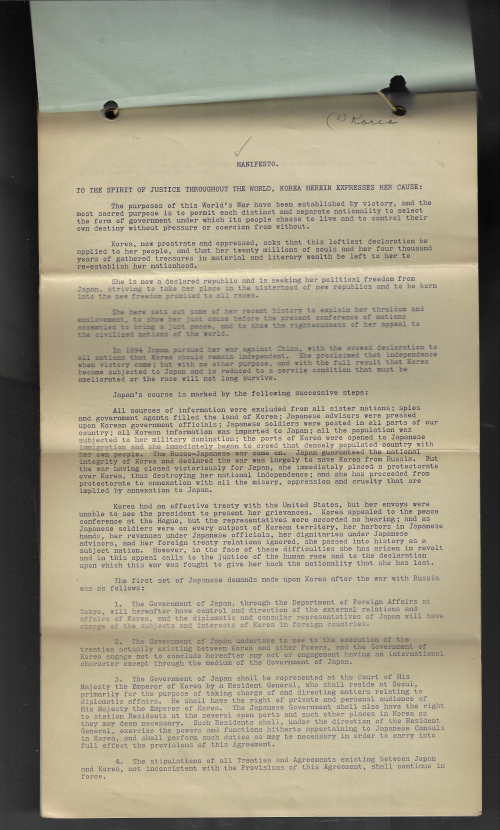 (2) Korea
MANIFESTO.
TO THE SPIRIT OF JUSTICE THROUGHOUT THE WORLD, KOREA HEREIN EXPRESSES HER CAUSE:
The purposes of this World's War have been established by victory, and the
most sacred purpose is to permit each distinct and separate nationality to select
the form of government under which its people choose to live and to control their
own destiny without pressure or coercion from without.
Korea, now prostrate and oppressed, asks that this loftiest declaration be
applied to her people, and that her twenty millions of souls and her four thousand
years of gathered treasures in material and literary wealth be left to her to
re-establish her nationhood.
She is now a declared republic and is seeking her political freedom from
Japan, striving to take her place in the sisterhood of new republics and to be born
into the new freedom promised to all races.
She here sets out some of her recent history to explain her thraldom and
enslavement, to show her just cause before the present conference of nations
assembled to bring a just peace, and to show the righteousness of her appeal to
the civilized nations of the world.
In 1894 Japan pursued her war against China, with the avowed declaration to
all nations that Korea should remain independent. She proclaimed that independence
when victory came; but with no other purpose, and with the full result that Korea
became subjected to Japan and is reduced to a servile condition that must be
ameliorated or the race will not long survive.
Japan's course is marked by the following successive steps:
All sources of information were excluded from all sister nations; spies
and government agents filled the land of Korea; Japanese advisors were pressed
upon Korean government officials; Japanese soldiers were posted in all parts of our
country; all Korean information was imparted to Japan; all the population was
subjected to her military domination; the ports of Korea were opened to Japanese
immigration and she immediately began to crowd that densely populated country with
her own people. The Russo-Japanese war came on. Japan guaranteed the national
integrity of Korea and declared the war was largely to save Korea from Russia. But
the war having closed victoriously for Japan, she immediately placed a protectorate
over Korea, thus destroying her national independence; and she has proceeded from
protectorate to annexation with all the misery, oppression and cruelty that are
implied by annexation to Japan.
Korea had an effective treaty with the United States, but her envoys were
unable to see the president to present her grievances. Korea appealed to the peace
conference at the Hague, but the representatives were accorded no hearing; and as
Japanese soldiers were on every outpost of Korean territory, her harbors in Japanese
hands, her revenues under Japanese officials, her dignitaries under Japanese
advisors, and her foreign treaty relations ignored, she passed into history as a
subject nation. However, in the face of these difficulties she has arisen in revolt
and in this appeal calls to the justice of the human race and to the declaration
upon which this war was fought to give her back the nationality that she has lost.
The first set of Japanese demands made upon Korea after the war with Russia
was as follows:
1. The Government of Japan, through the Department of Foreign Affairs at
Tokyo, will hereafter have control and direction of the external relations and
affairs of Korea, and the diplomatic and consular representatives of Japan will have
charge of the subjects and interests of Korea in foreign countries.
2. The Government of Japan undertake to see to the execution of the
treaties actually existing between Korea and other Powers, and the Government of
Korea engage not to conclude hereafter any act or engagement having an international
character except through the medium of the Government of Japan.
3. The Government of Japan shall be represented at the Court of His
Majesty the Emperor of Korea by a Resident General, who shall reside at Seoul,
primarily for the purpose of taking charge of and directing matters relating to
diplomatic affairs. He shall have the right of private and personal audience of
His Majesty the Emperor of Korea. The Japanese Government shall also have the right
to station Residents at the several open ports and such other places in Korea as
they may deem necessary. Such Residents shall, under the direction of the Resident
General, exercise the powers and functions hitherto appertaining to Japanese Consuls
in Korea, and shall perform such duties as may be necessary in order to carry into
full effect the provisions of this Agreement.
4. The stipulations of all Treaties and Agreements existing between Japan
and Korea, not inconsistent with the Provisions of this Agreement, shall continue in
force.